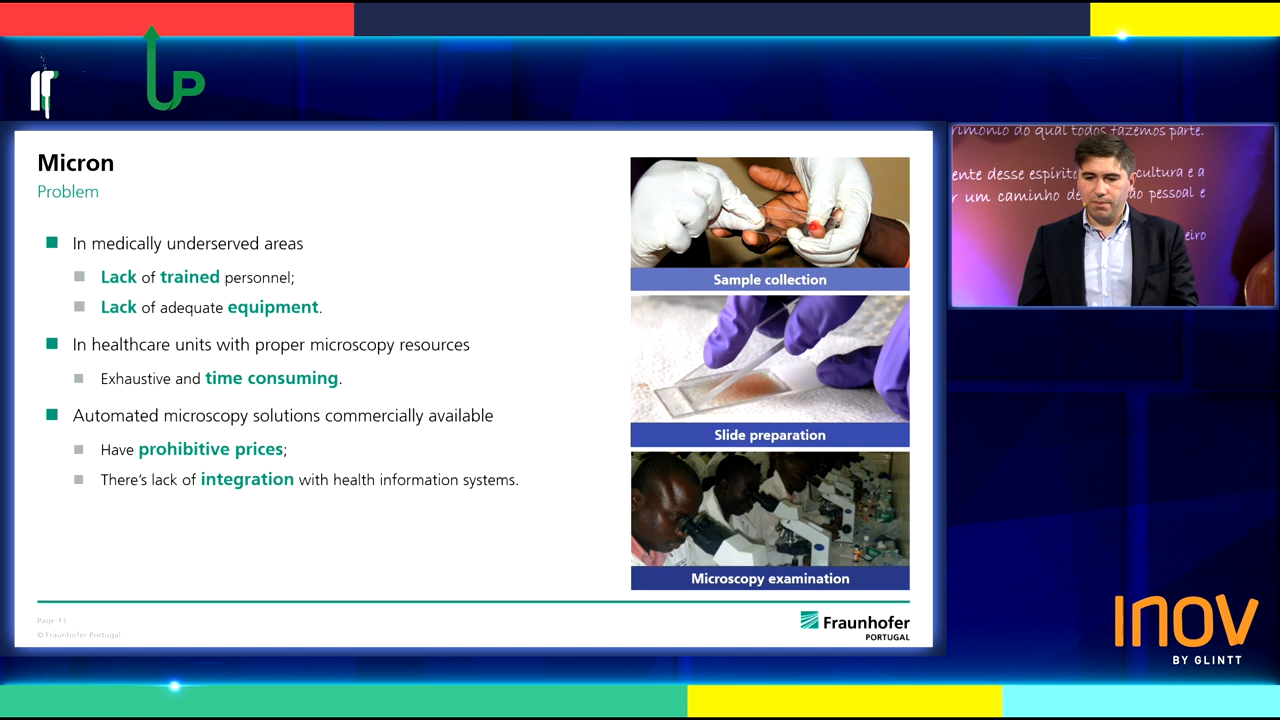 UP
Micron
Problem
In medically underserved areas
Lack of trained personnel;
Lack of adequate equipment.
In healthcare units with proper microscopy resources
Exhaustive and time consuming.
Automated microscopy solutions commercially available
Have prohibitive prices;
There's lack of integration with health information systems.
Sample collection
Slide preparation
Microscopy examination
Page 11
© Fraunhofer Portugal
Fraunhofer
PORTUGAL
do qual todos fazemos parte.
ente desse espírito
cultura e a
r um caminho de
pessoal e
eiro
INOV
BY GLINTT